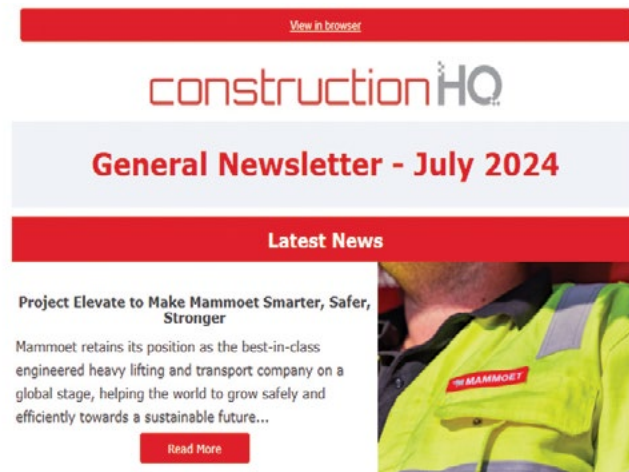 View in browser
constructionHQ
General Newsletter - July 2024
Latest News
Project Elevate to Make Mammoet Smarter, Safer,
Stronger
Mammoet retains its position as the best-in-class
engineered heavy lifting and transport company on a
global stage, helping the world to grow safely and
efficiently towards a sustainable future...
Read More
MAMMOET